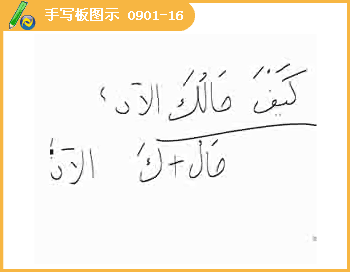 手写板图示 0901-16
كَيْفَ حَالُكَ الآن؟
حَالُ + كَ الآنَ